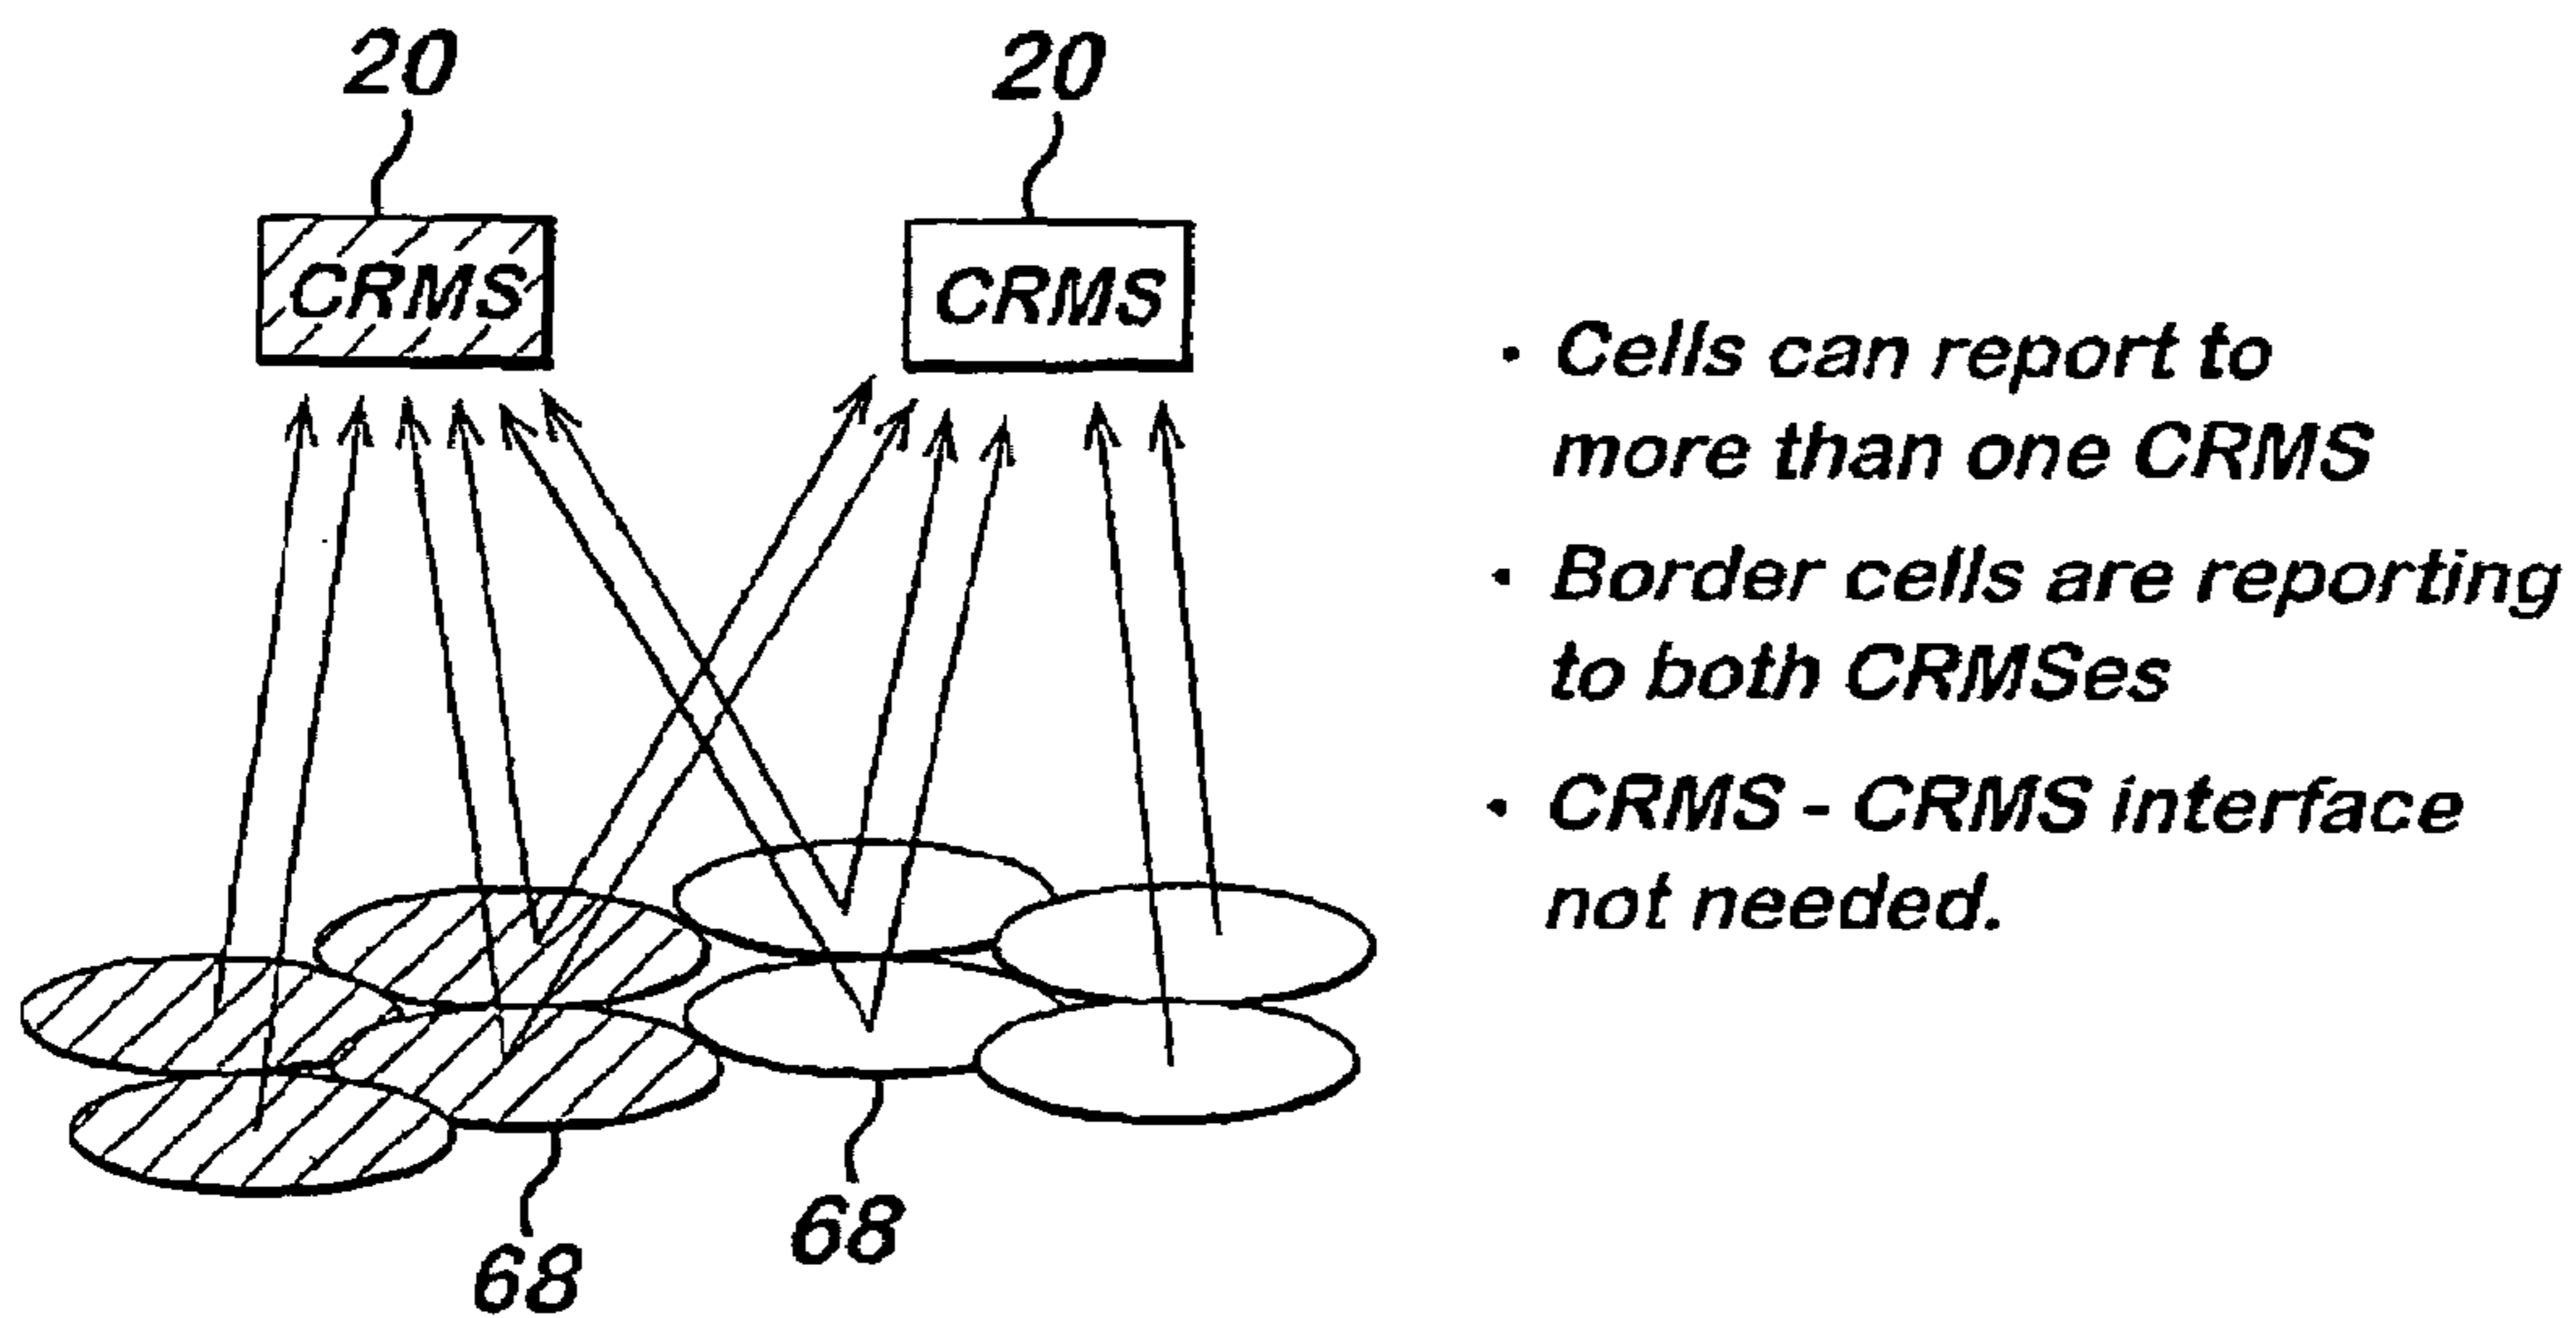 20
20
CRMS
CRMS
· Cells can report to
more than one CRMS
· Border cells are reporting
to both CRMSes
· CRMS - CRMS interface
not needed.
68
68